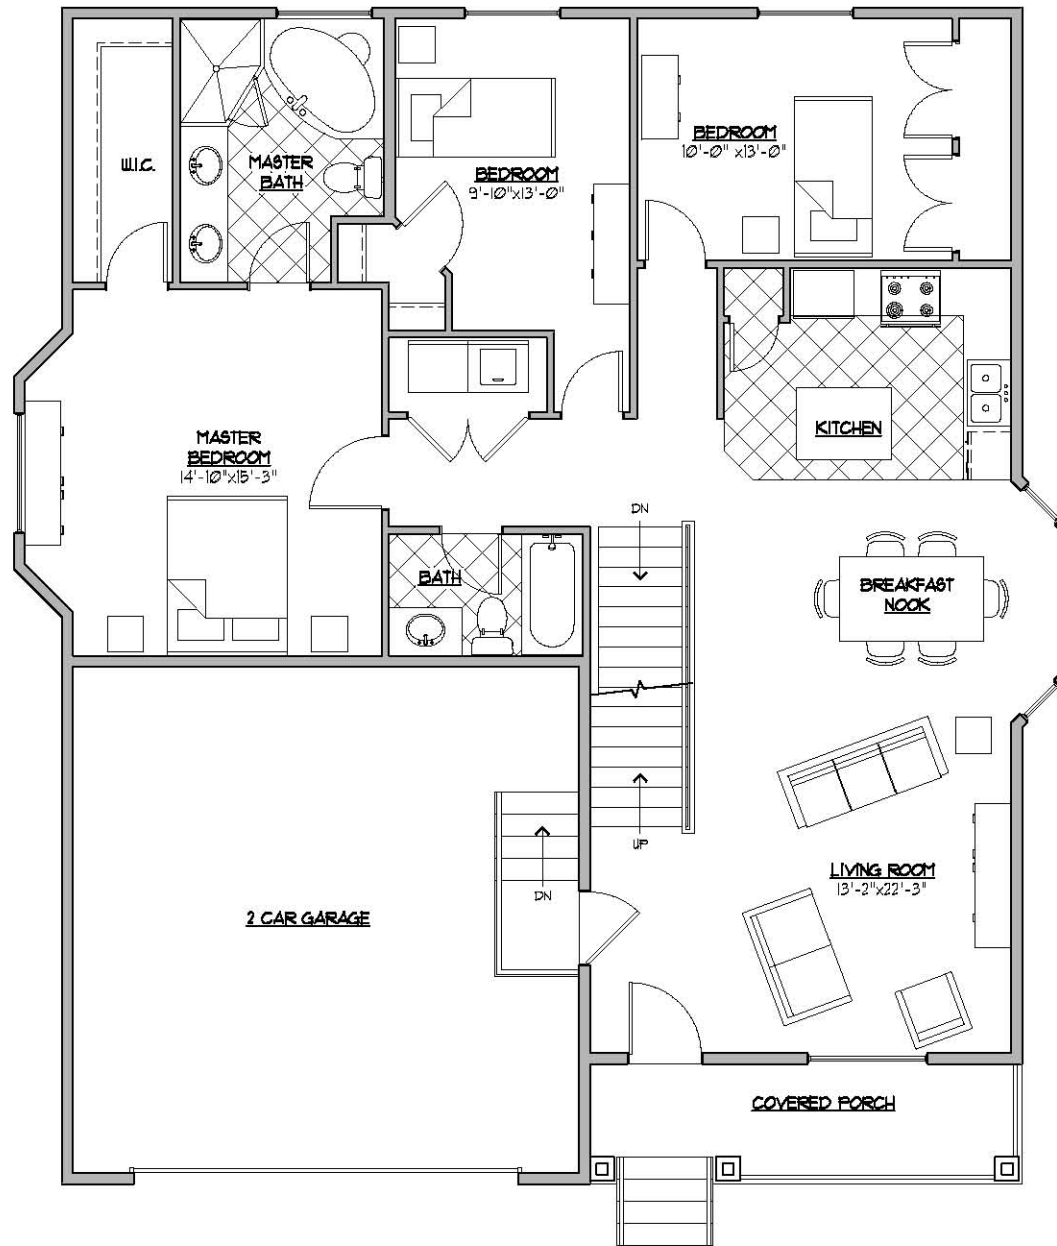 BEDROOM
10'-0" x13'-0"
W.I.C.
MASTER
BATH
BEDROOM
9'-10"x13'-0"
KITCHEN
MASTER
BEDROOM
14'-10"x15'-3"
DN
BATH
BREAKFAST
NOOK
UP
LIVING ROOM
13'-2"x22'-3"
DN
2 CAR GARAGE
COVERED PORCH